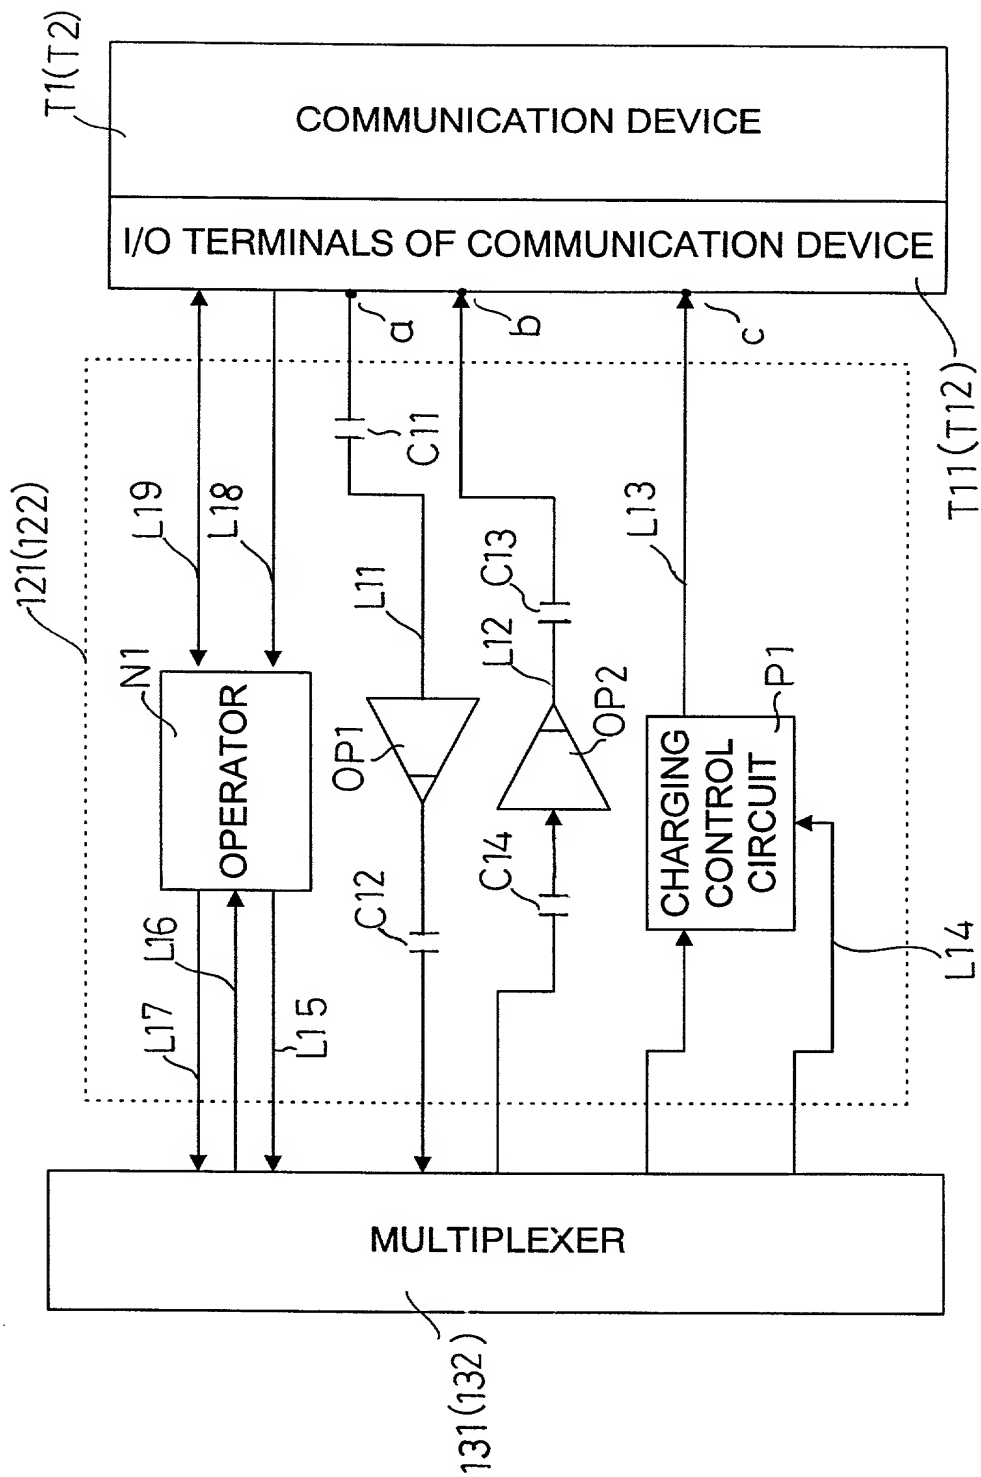 T1(T2)
COMMUNICATION DEVICE
I/O TERMINALS OF COMMUNICATION DEVICE
a
b
c
T11(T12)
121(122)
C11
L19
L18
L13
C13
L11
L12
N1
OPERATOR
OP1
OP2
P1
CHARGING
CONTROL
CIRCUIT
C14
C12
L16
L17
L15
L14
MULTIPLEXER
131(132)